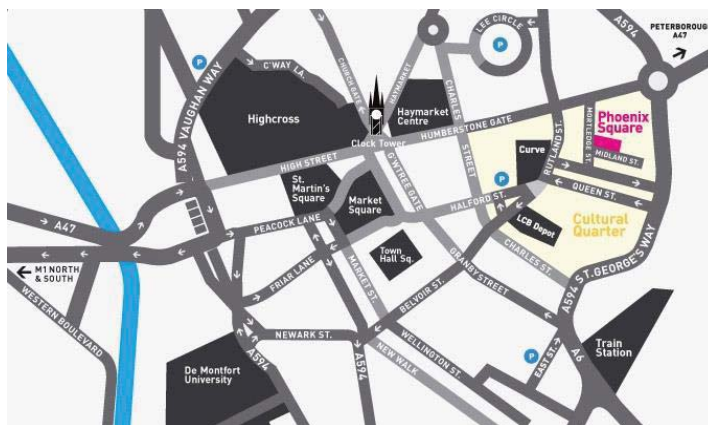 PETERBOROUGH
A47
A594
LEE CIRCLE
P
P
A594 VAUGHAN WAY
C'WAY LA.
CHURCH GATE
HAYMARKET
CHARLES
STREET
Highcross
Haymarket
Centre
HUMBERSTONE GATE
Clock Tower
HIGH STREET
Phoenix
Square
MORTLEDGE ST.
MIDLAND ST.
Curve
RUTLAND ST.
QUEEN ST.
St.
Martin's
Square
Market
Square
G'WTREE GATE
P
HALFORD ST.
LCB Depot
Cultural
Quarter
A47
PEACOCK LANE
Town
Hall Sq.
CHARLES ST.
M1 NORTH
& SOUTH
FRIAR LANE
MARKET ST.
GRANBY STREET
A594 ST.GEORGE'S WAY
WESTERN BOULEVARD
BELVOIR ST.
NEWARK ST.
WELLINGTON ST.
NEW WALK
A594
A594
EAST ST.
P
A6
Train
Station
De Montfort
University